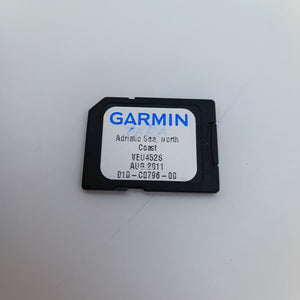 GARMIN
Adriatic Sea, North
Coast
VEU452S
AUG 2011
010-C0796-00